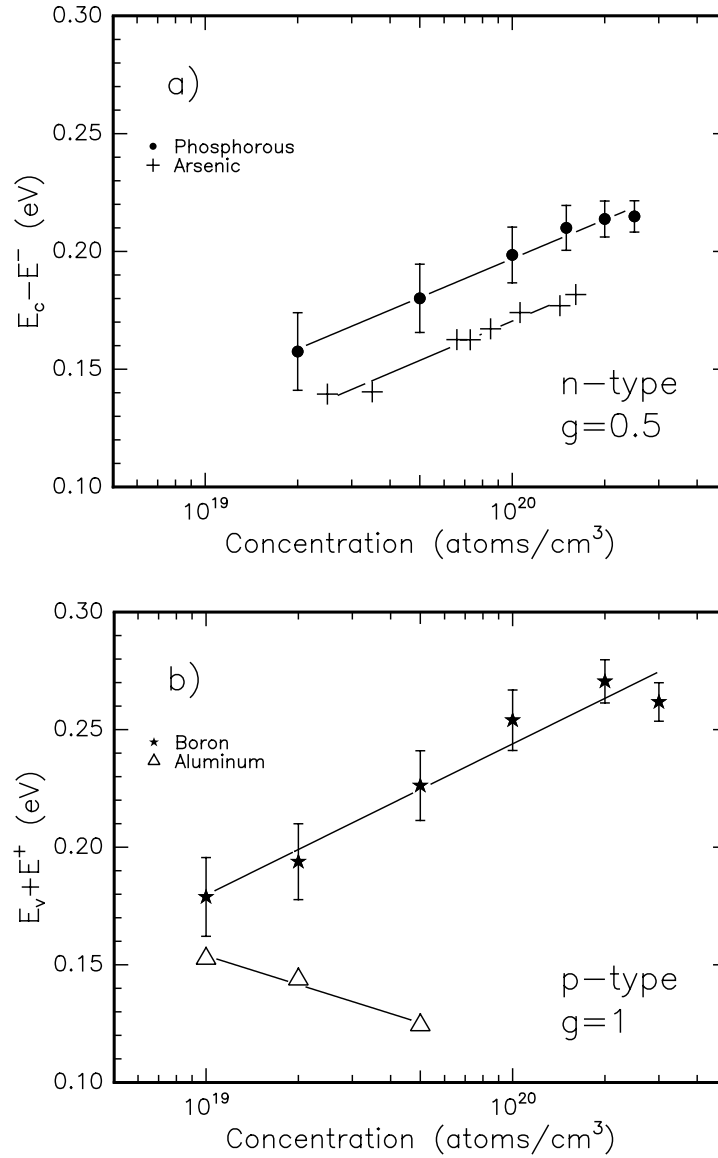 0.30
a)
0.25
Phosphorous
Arsenic
0.20
E_c−E^− (eV)
0.15
n−type
g=0.5
0.10
10^19 10^20
Concentration (atoms/cm^3)
0.30
b)
0.25
Boron
Aluminum
0.20
E_v+E^+ (eV)
0.15
p−type
g=1
0.10
10^19 10^20
Concentration (atoms/cm^3)